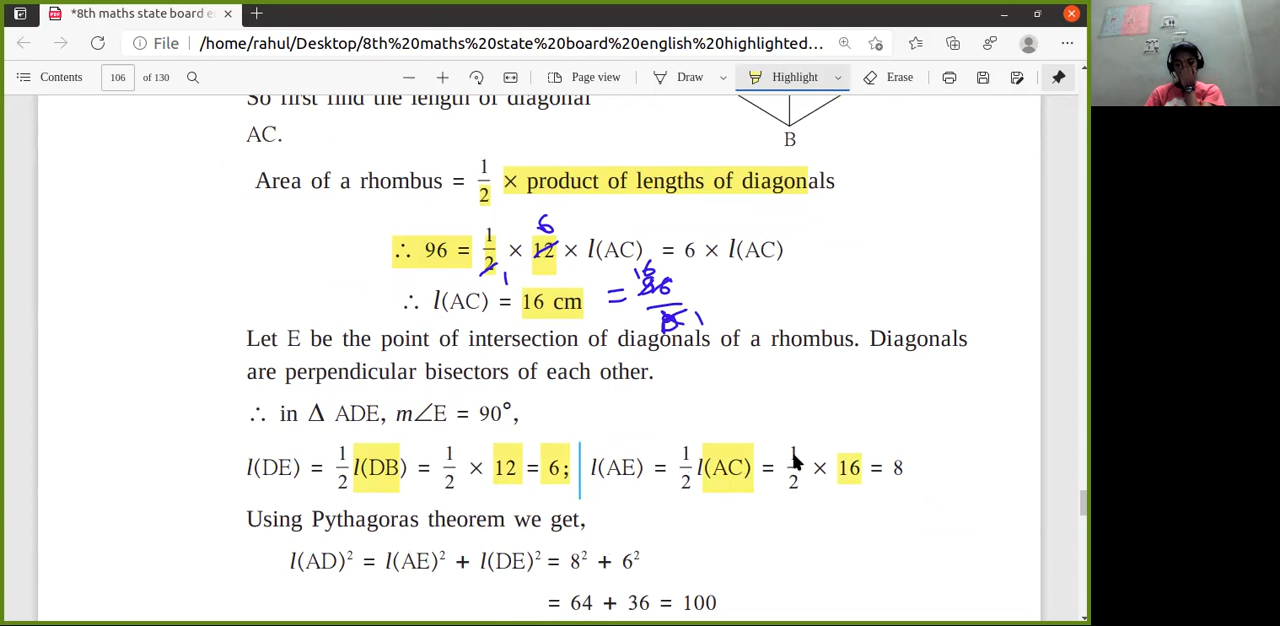 *8th maths state board e
File /home/rahul/Desktop/8th%20maths%20state%20board%20english%20highlighted...
Contents 106 of 130 Page view Draw Highlight Erase
So first find the length of diagonal
AC.
B
Area of a rhombus = 1/2 × product of lengths of diagonals
6
∴ 96 = 1/2 × 12 × l(AC) = 6 × l(AC)
1
∴ l(AC) = 16 cm =
16
1
Let E be the point of intersection of diagonals of a rhombus. Diagonals
are perpendicular bisectors of each other.
∴ in Δ ADE, m∠E = 90°,
l(DE) = 1/2 l(DB) = 1/2 × 12 = 6; l(AE) = 1/2 l(AC) = 1/2 × 16 = 8
Using Pythagoras theorem we get,
l(AD)² = l(AE)² + l(DE)² = 8² + 6²
= 64 + 36 = 100